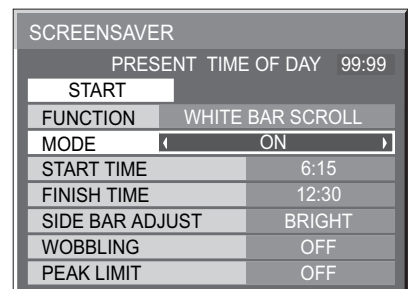 SCREENSAVER
PRESENT TIME OF DAY 99:99
START
FUNCTION WHITE BAR SCROLL
MODE ON
START TIME 6:15
FINISH TIME 12:30
SIDE BAR ADJUST BRIGHT
WOBBLING OFF
PEAK LIMIT OFF